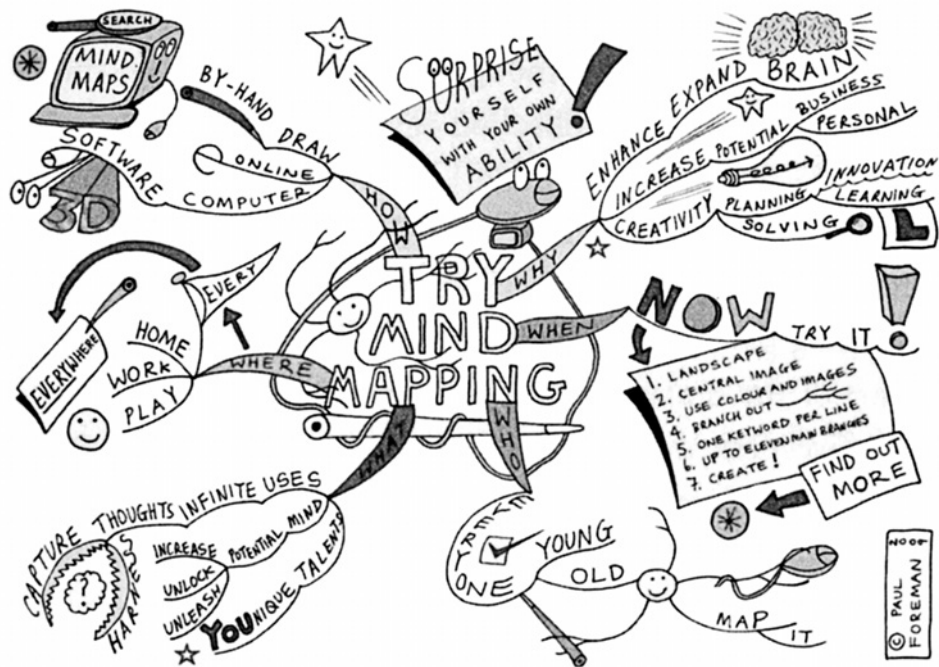 TRY
MIND
MAPPING
HOW
BY-HAND DRAW
ONLINE
COMPUTER
SOFTWARE
3D
SEARCH
MIND
MAPS
SURPRISE
YOURSELF
WITH YOUR OWN
ABILITY
!
WHY
ENHANCE EXPAND BRAIN
INCREASE POTENTIAL BUSINESS
PERSONAL
CREATIVITY PLANNING INNOVATION
LEARNING
SOLVING
L
WHEN
NOW
TRY IT
!
1. LANDSCAPE
2. CENTRAL IMAGE
3. USE COLOUR AND IMAGES
4. BRANCH OUT
5. ONE KEYWORD PER LINE
6. UP TO ELEVEN MAIN BRANCHES
7. CREATE!
FIND OUT
MORE
WHO
EVERYONE
YOUNG
OLD
MAP
IT
WHAT
THOUGHTS INFINITE USES
CAPTURE
HARNESS
INCREASE POTENTIAL MIND
UNLOCK
UNLEASH
YOUNIQUE TALENTS
WHERE
EVERY
HOME
WORK
PLAY
EVERYWHERE
© PAUL
FOREMAN